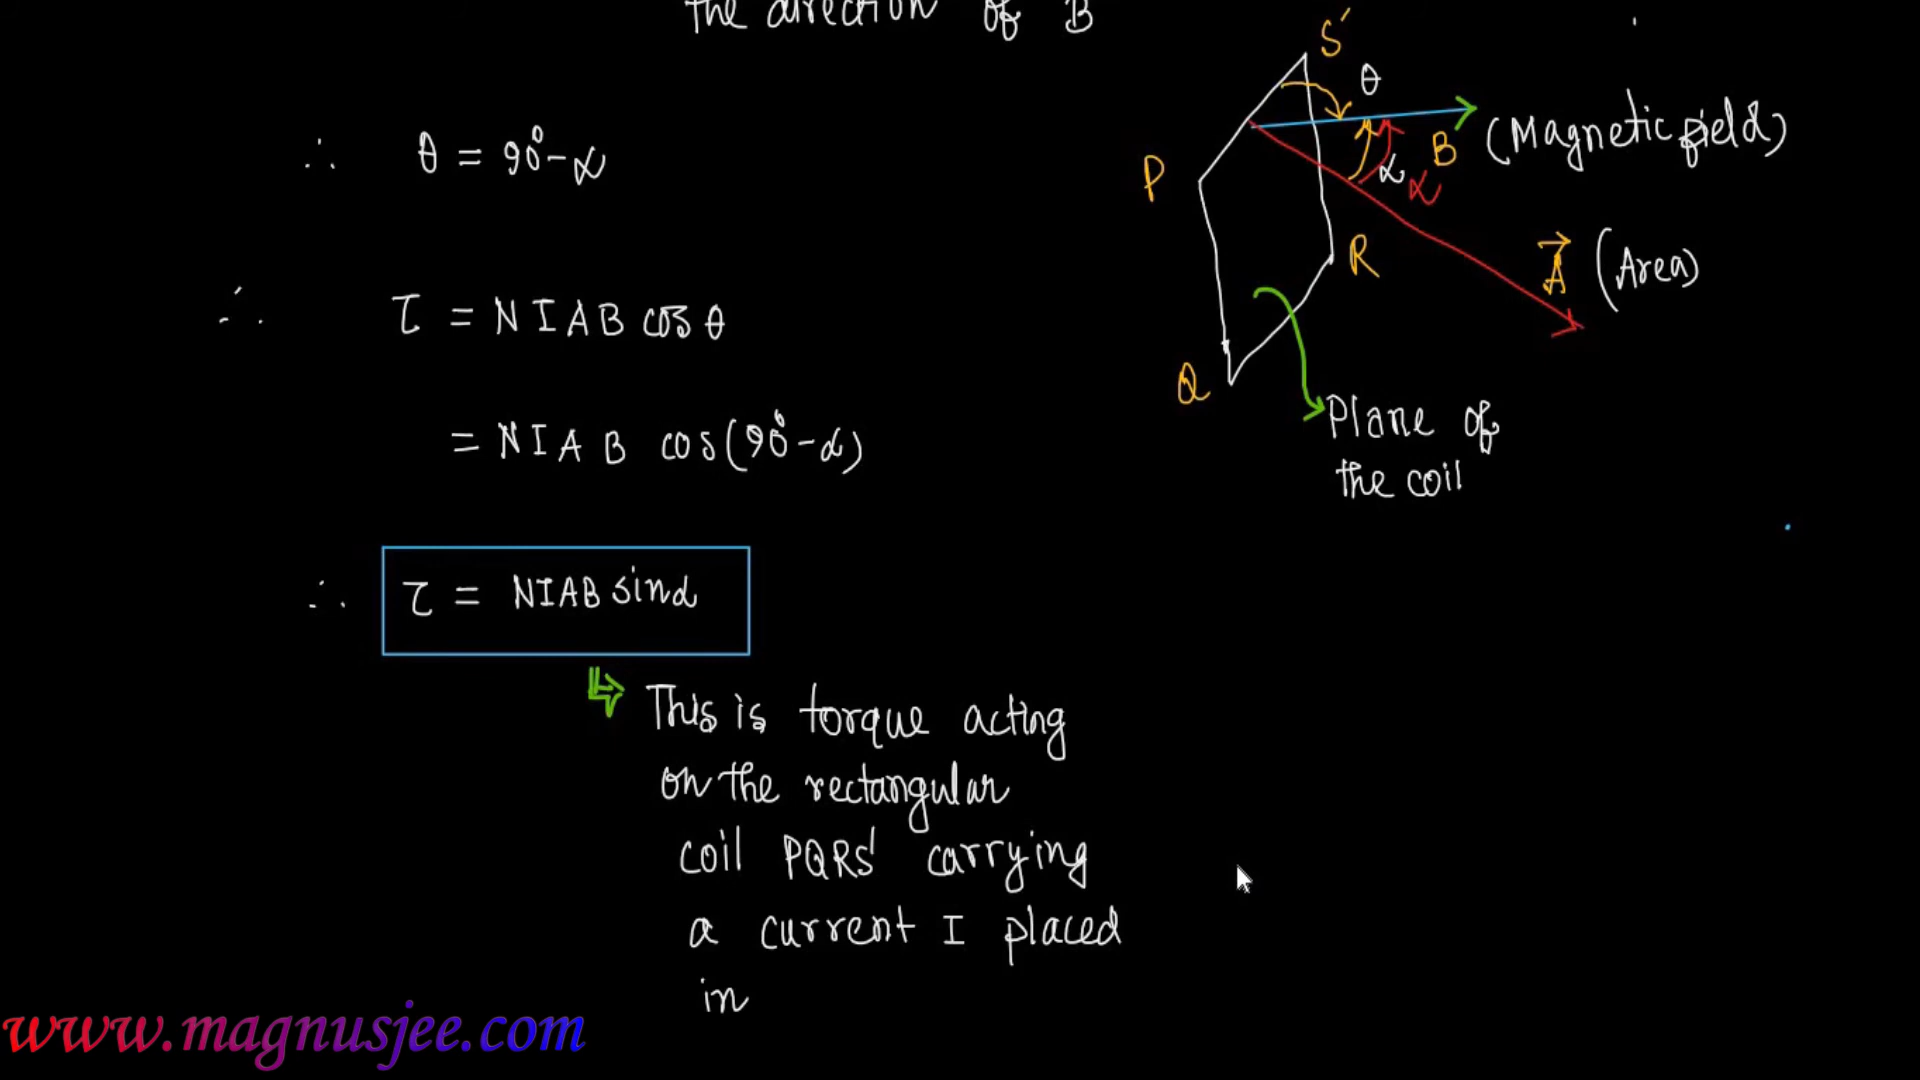 the direction of B
S'
θ
∴ θ = 90° - α
B (Magnetic field)
α α
P
R
A⃗ (Area)
∴ τ = NIAB cos θ
Q
Plane of
the coil
= NIAB cos(90° - α)
∴ τ = NIAB sin α
This is torque acting
on the rectangular
coil PQRS' carrying
a current I placed
in
www.magnusjee.com